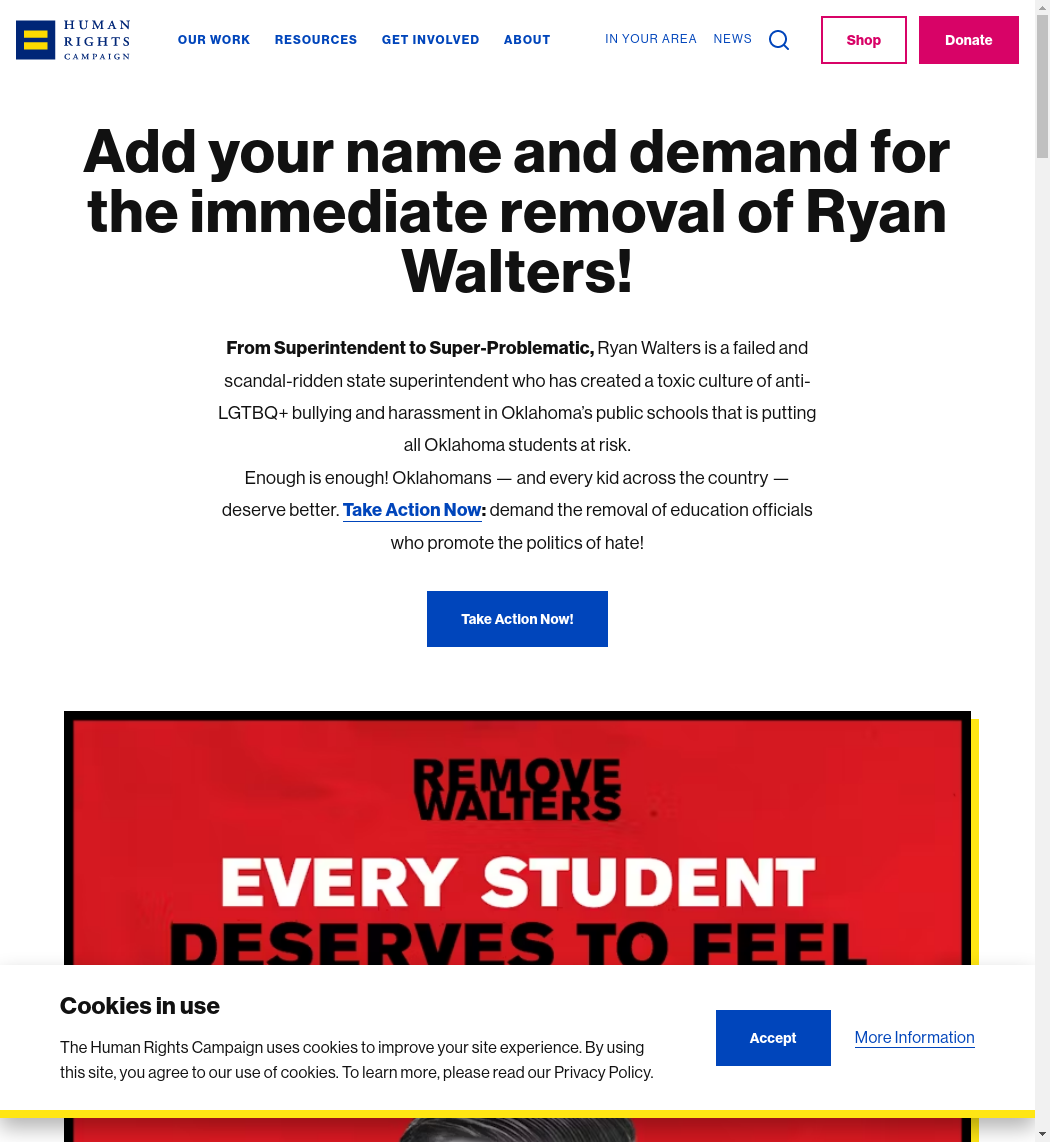 HUMAN
RIGHTS
CAMPAIGN
OUR WORK RESOURCES GET INVOLVED ABOUT IN YOUR AREA NEWS Shop Donate
Add your name and demand for
the immediate removal of Ryan
Walters!
From Superintendent to Super-Problematic, Ryan Walters is a failed and
scandal-ridden state superintendent who has created a toxic culture of anti-
LGTBQ+ bullying and harassment in Oklahoma’s public schools that is putting
all Oklahoma students at risk.
Enough is enough! Oklahomans — and every kid across the country —
deserve better. Take Action Now: demand the removal of education officials
who promote the politics of hate!
Take Action Now!
REMOVE
WALTERS
EVERY STUDENT
DESERVES TO FEEL
Cookies in use
The Human Rights Campaign uses cookies to improve your site experience. By using
this site, you agree to our use of cookies. To learn more, please read our Privacy Policy.
Accept More Information